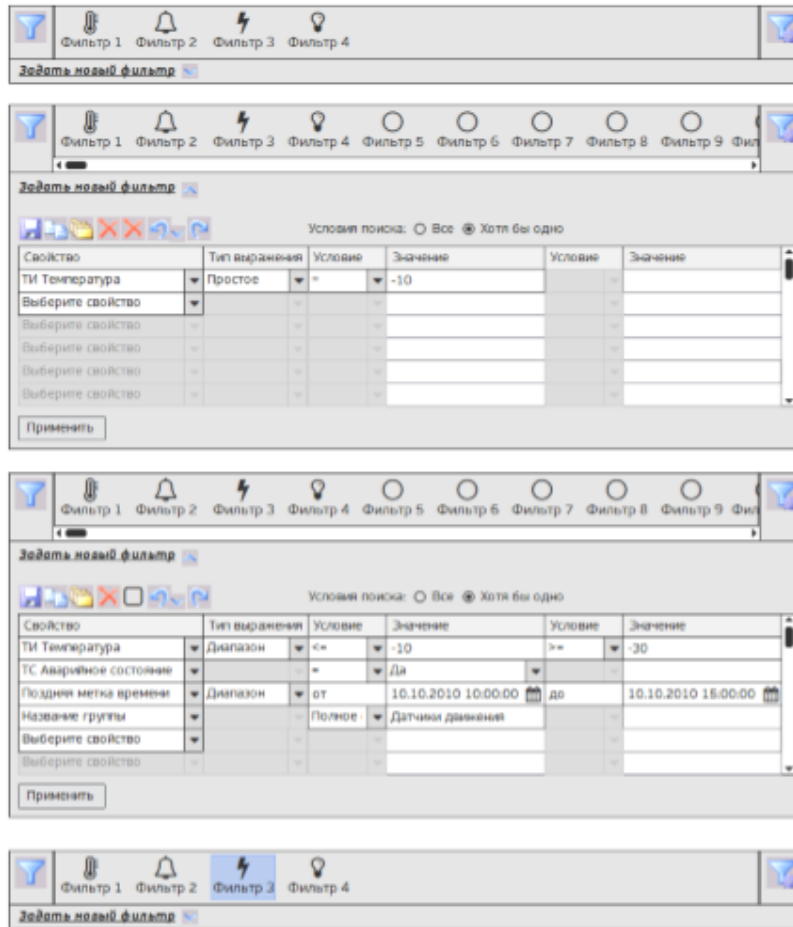 Фильтр 1 Фильтр 2 Фильтр 3 Фильтр 4
Задать новый фильтр
Фильтр 1 Фильтр 2 Фильтр 3 Фильтр 4 Фильтр 5 Фильтр 6 Фильтр 7 Фильтр 8 Фильтр 9 Фил
Задать новый фильтр
Условия поиска: Все Хотя бы одно
Свойство Тип выражения Условие Значение Условие Значение
ТИ Температура Простое = -10
Выберите свойство
Выберите свойство
Выберите свойство
Выберите свойство
Выберите свойство
Применить
Фильтр 1 Фильтр 2 Фильтр 3 Фильтр 4 Фильтр 5 Фильтр 6 Фильтр 7 Фильтр 8 Фильтр 9 Фил
Задать новый фильтр
Условия поиска: Все Хотя бы одно
Свойство Тип выражения Условие Значение Условие Значение
ТИ Температура Диапазон <= -10 >= -30
ТС Аварийное состояние = Да
Поздняя метка времени Диапазон от 10.10.2010 10:00:00 до 10.10.2010 15:00:00
Название группы Полное Датчики движения
Выберите свойство
Выберите свойство
Применить
Фильтр 1 Фильтр 2 Фильтр 3 Фильтр 4
Задать новый фильтр